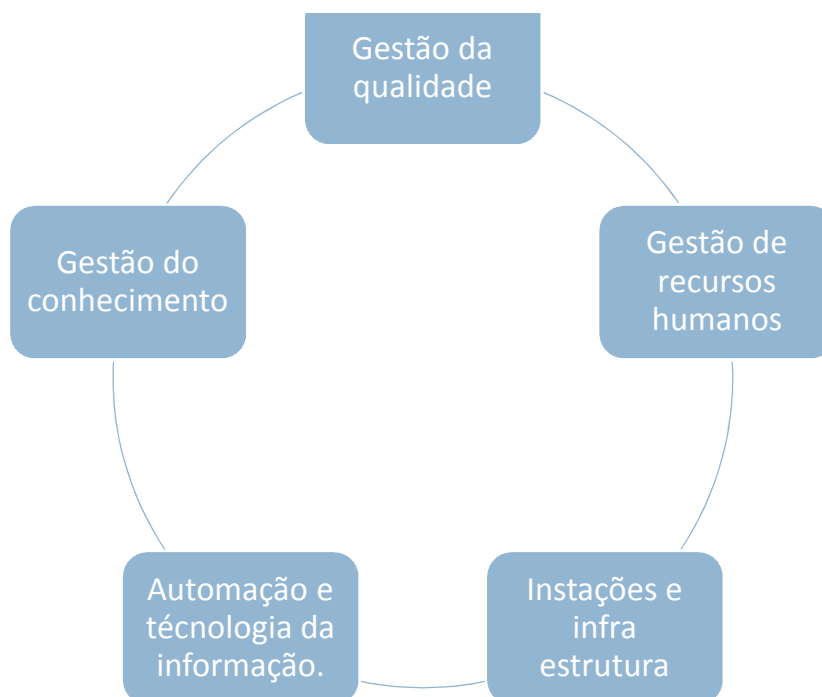 Gestão da
qualidade
Gestão de
recursos
humanos
Instações e
infra
estrutura
Automação e
técnologia da
informação.
Gestão do
conhecimento